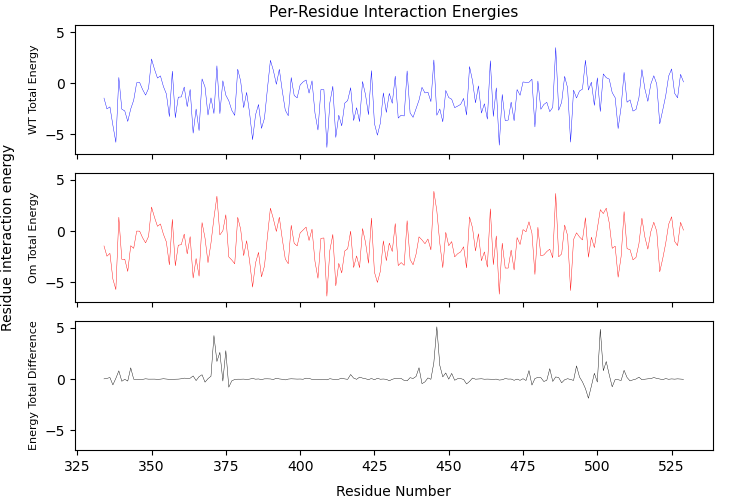 Per-Residue Interaction Energies
Residue interaction energy
WT Total Energy
5
0
−5
Om Total Energy
5
0
−5
Energy Total Difference
5
0
−5
325 350 375 400 425 450 475 500 525
Residue Number